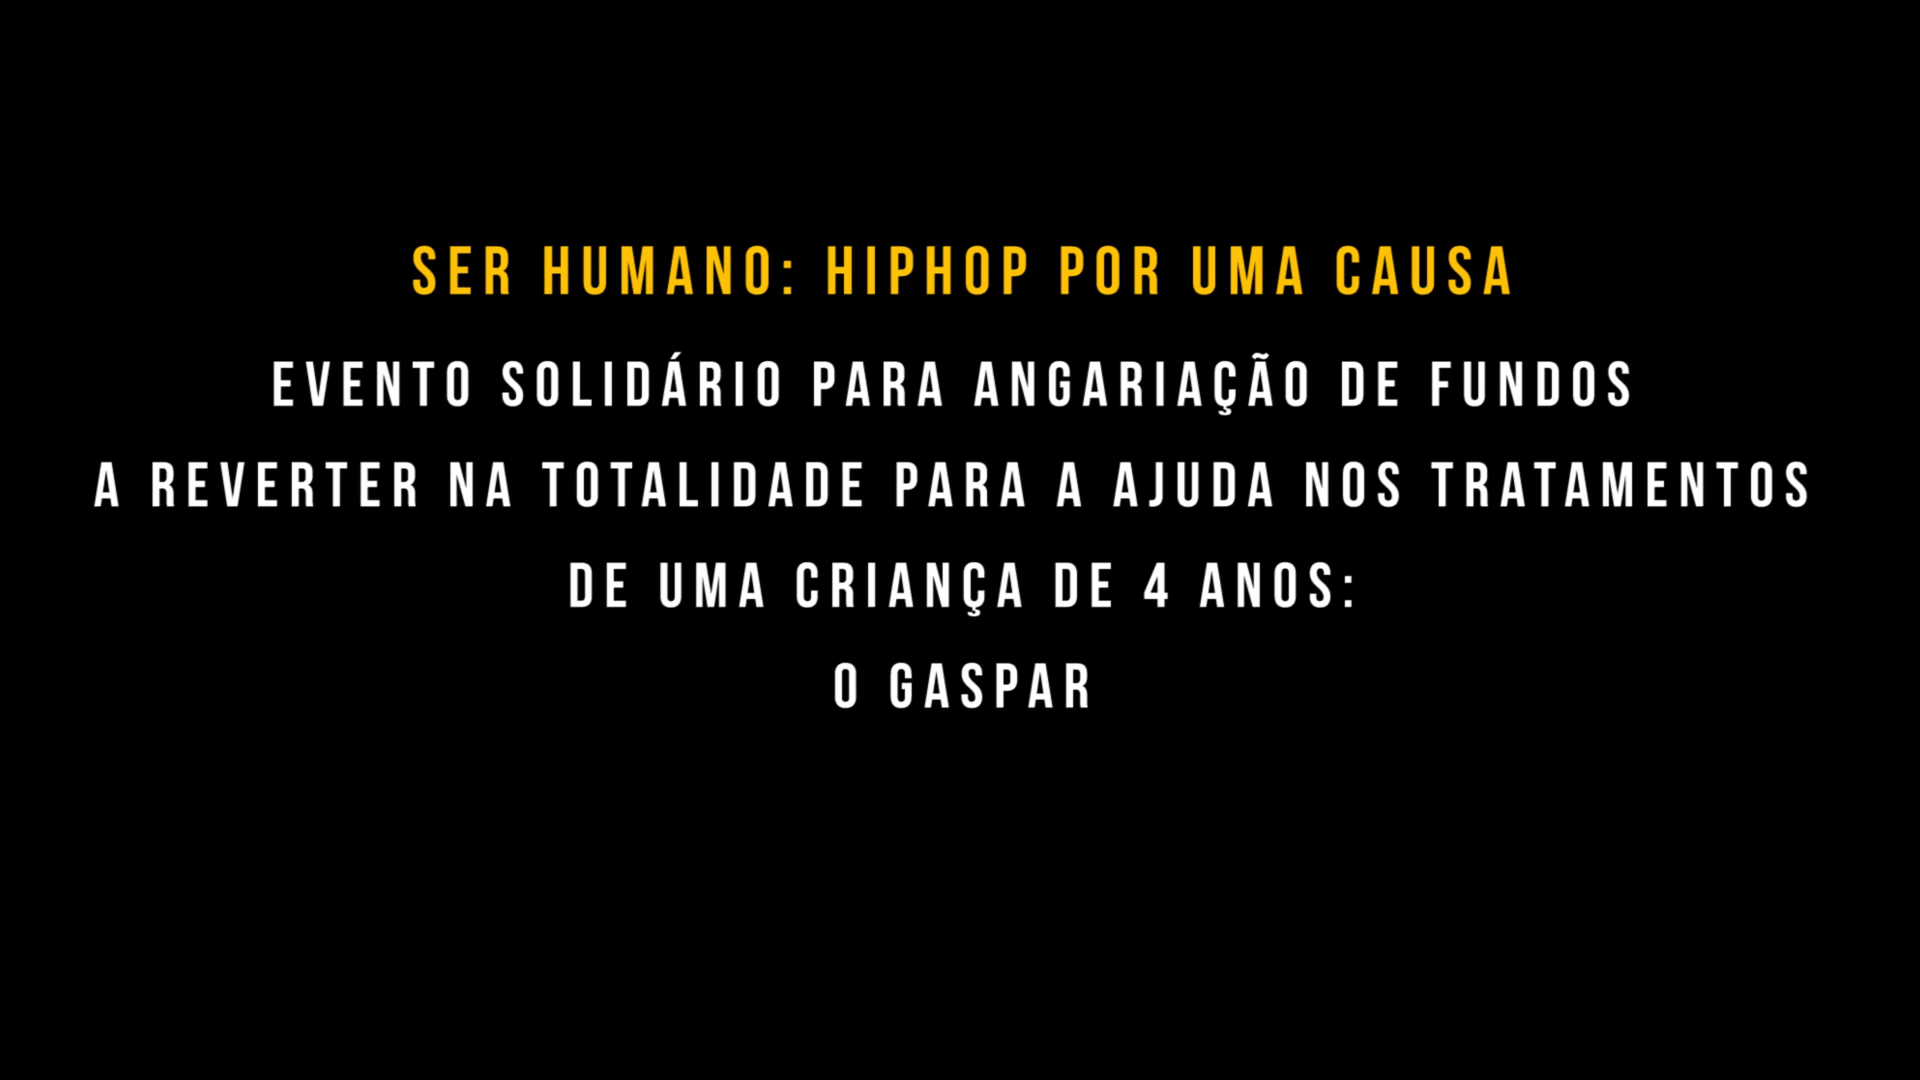 SER HUMANO: HIPHOP POR UMA CAUSA
EVENTO SOLIDÁRIO PARA ANGARIAÇÃO DE FUNDOS
A REVERTER NA TOTALIDADE PARA A AJUDA NOS TRATAMENTOS
DE UMA CRIANÇA DE 4 ANOS:
O GASPAR